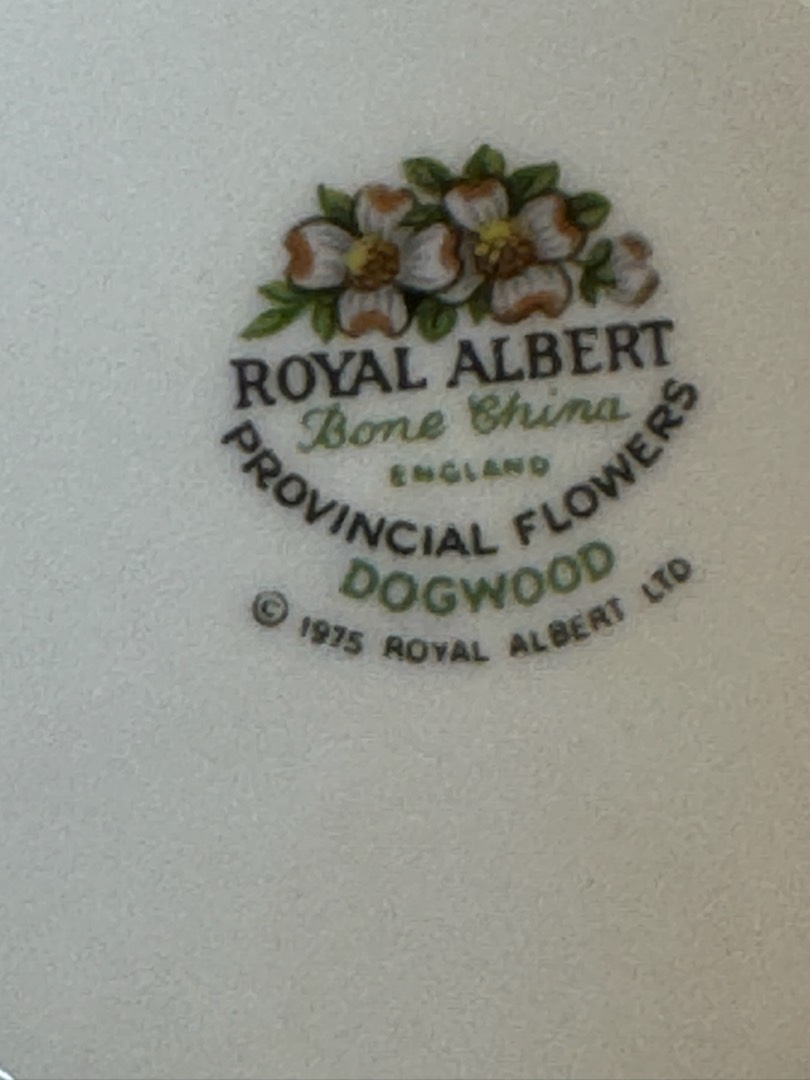 ROYAL ALBERT
Bone China
ENGLAND
PROVINCIAL FLOWERS
DOGWOOD
© 1975 ROYAL ALBERT LTD